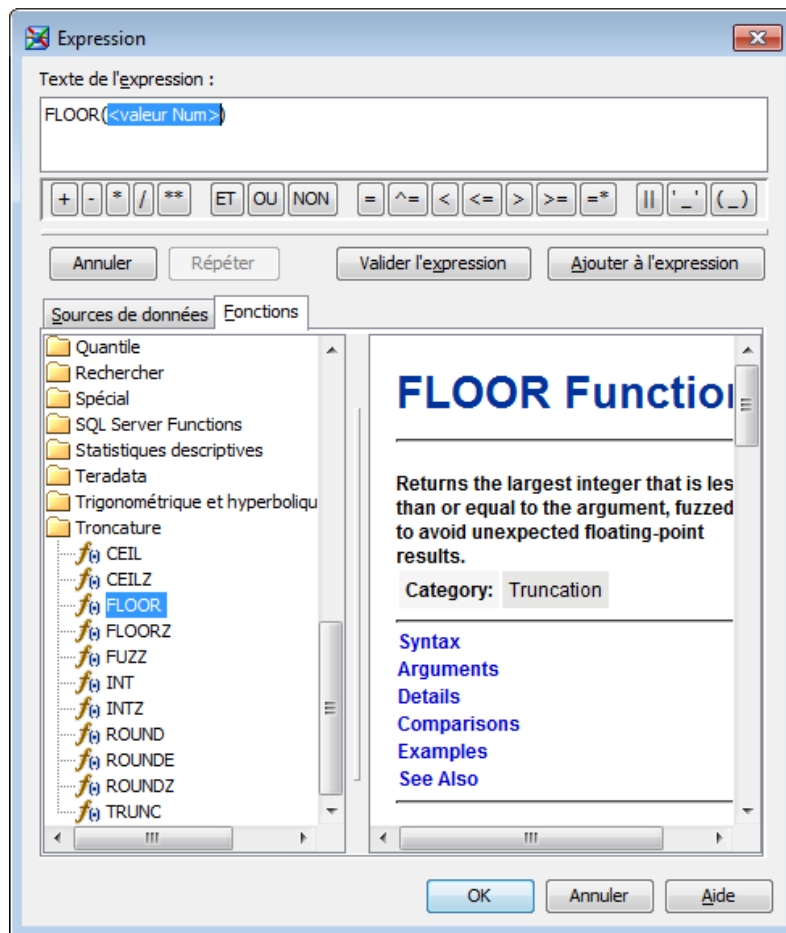 Expression
Texte de l'expression :
FLOOR(<valeur Num>)
+ - * / ** ET OU NON = ^= < <= > >= =* || '_' (_)
Annuler Répéter Valider l'expression Ajouter à l'expression
Sources de données Fonctions
Quantile
Rechercher
Spécial
SQL Server Functions
Statistiques descriptives
Teradata
Trigonométrique et hyperboliqu
Troncature
CEIL
CEILZ
FLOOR
FLOORZ
FUZZ
INT
INTZ
ROUND
ROUNDE
ROUNDZ
TRUNC
FLOOR Function
Returns the largest integer that is les
than or equal to the argument, fuzzed
to avoid unexpected floating-point
results.
Category: Truncation
Syntax
Arguments
Details
Comparisons
Examples
See Also
OK Annuler Aide